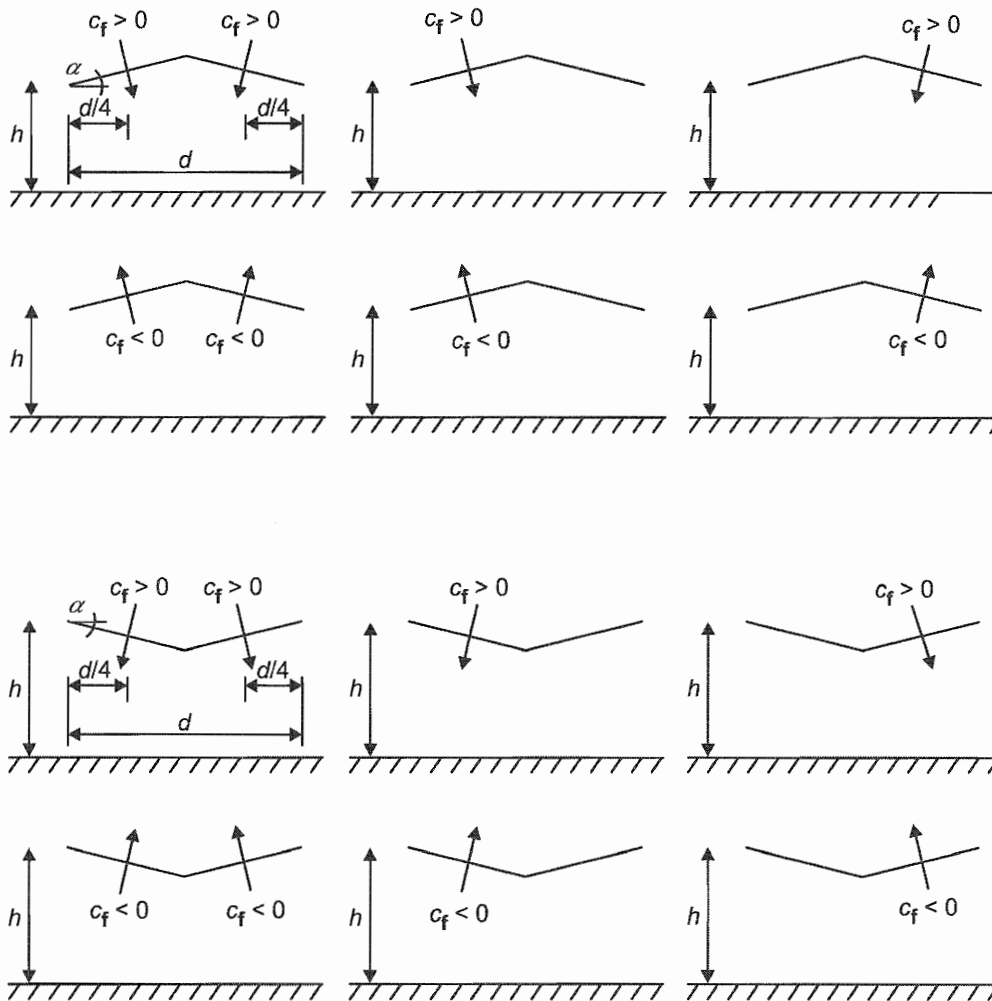 c_f > 0 c_f > 0 c_f > 0 c_f > 0
α
d/4 d/4
h h h
d
h h h
c_f < 0 c_f < 0 c_f < 0 c_f < 0
c_f > 0 c_f > 0 c_f > 0 c_f > 0
α
d/4 d/4
h h h
d
h h h
c_f < 0 c_f < 0 c_f < 0 c_f < 0